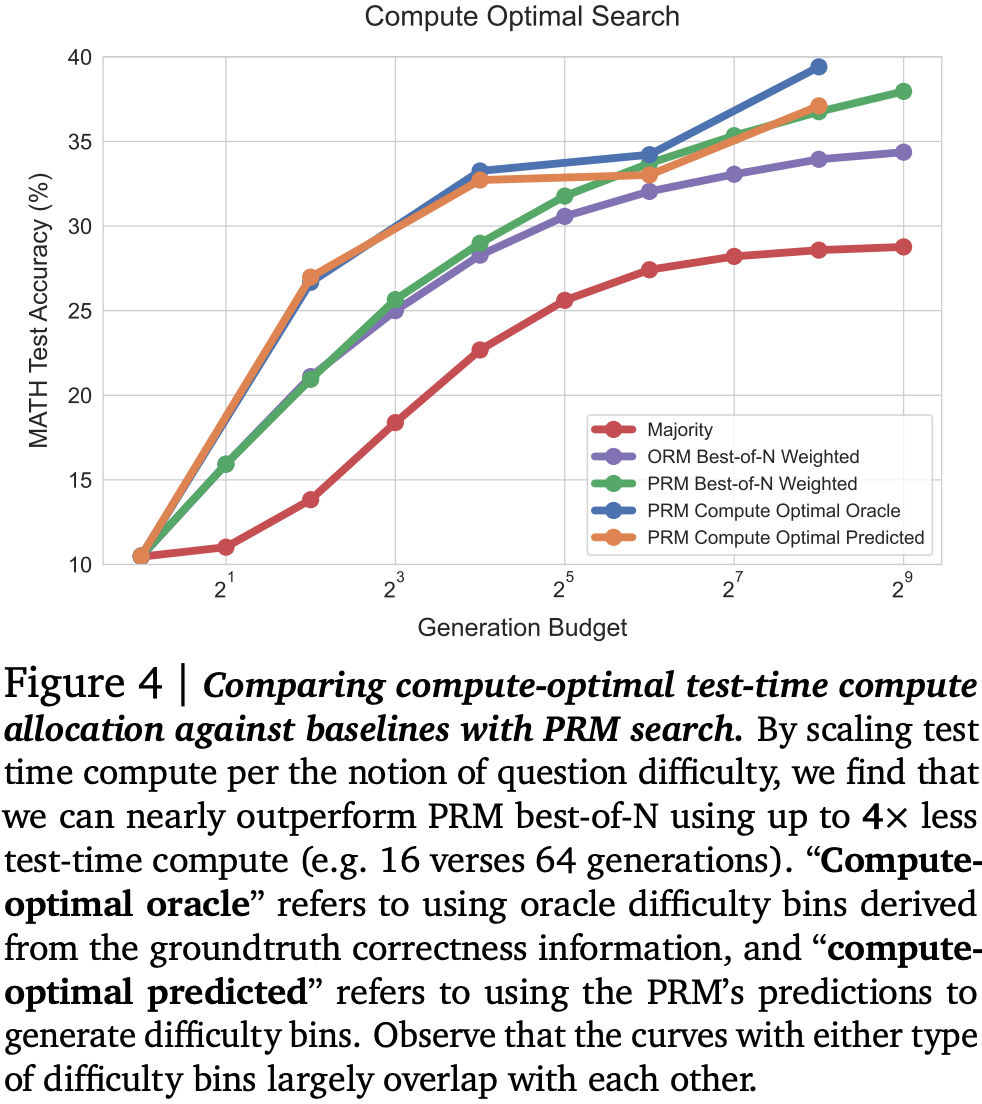 Compute Optimal Search
40
35
30
25
20
15
10
MATH Test Accuracy (%)
Majority
ORM Best-of-N Weighted
PRM Best-of-N Weighted
PRM Compute Optimal Oracle
PRM Compute Optimal Predicted
2^1 2^3 2^5 2^7 2^9
Generation Budget
Figure 4 | Comparing compute-optimal test-time compute
allocation against baselines with PRM search. By scaling test
time compute per the notion of question difficulty, we find that
we can nearly outperform PRM best-of-N using up to 4× less
test-time compute (e.g. 16 verses 64 generations). “Compute-
optimal oracle” refers to using oracle difficulty bins derived
from the groundtruth correctness information, and “compute-
optimal predicted” refers to using the PRM’s predictions to
generate difficulty bins. Observe that the curves with either type
of difficulty bins largely overlap with each other.